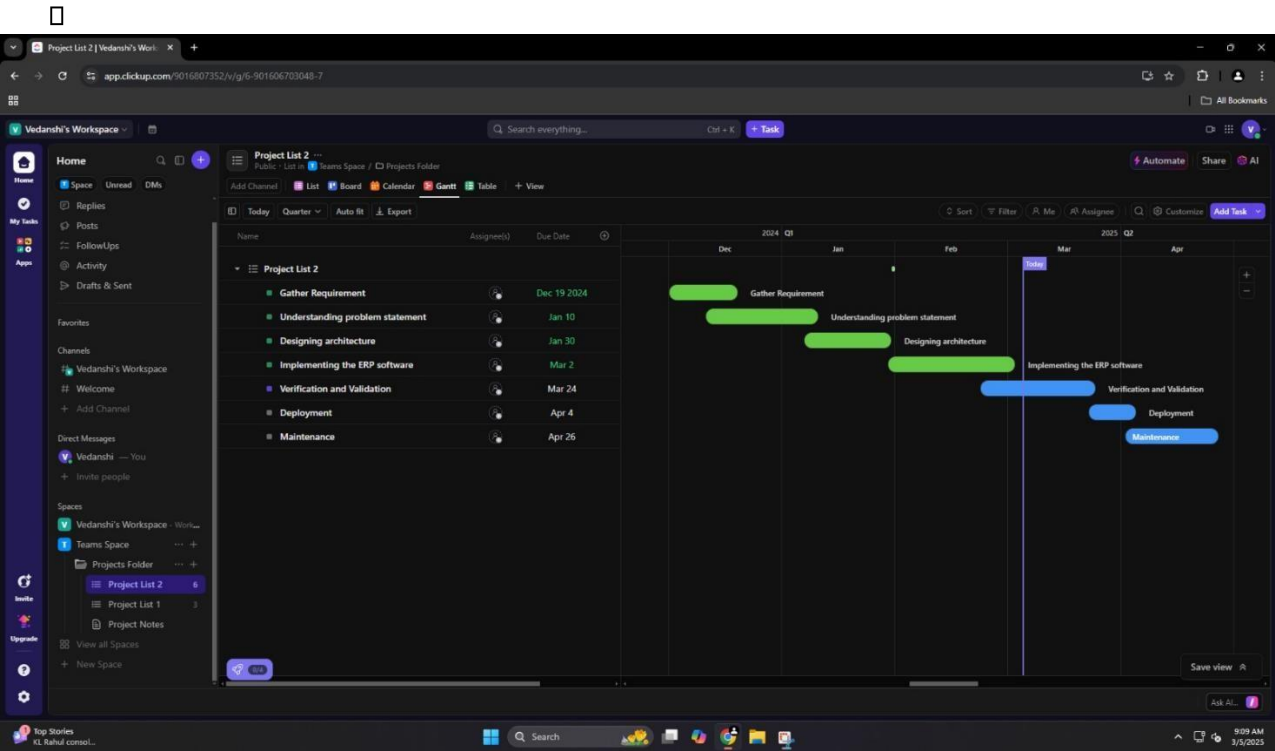 Project List 2 | Vedanshi's Work
app.clickup.com/9016807352/v/g/6-901606703048-7
All Bookmarks
Vedanshi's Workspace
Search everything...
Ctrl + K
+ Task
V
Home
My Tasks
Apps
Invite
Upgrade
Home
Space Unread DMs
Replies
Posts
FollowUps
Activity
Drafts & Sent
Favorites
Channels
Vedanshi's Workspace
# Welcome
+ Add Channel
Direct Messages
Vedanshi — You
+ Invite people
Spaces
Vedanshi's Workspace - Work...
Teams Space
Projects Folder
Project List 2 6
Project List 1 3
Project Notes
View all Spaces
+ New Space
Project List 2 ...
Public · List in Teams Space / Projects Folder
Automate Share AI
Add Channel List Board Calendar Gantt Table + View
Today Quarter Auto fit Export
Sort Filter Me Assignee Customize Add Task
Name Assignee(s) Due Date
2024 Q1 2025 Q2
Dec Jan Feb Mar Apr
Today
Project List 2
Gather Requirement Dec 19 2024 Gather Requirement
Understanding problem statement Jan 10 Understanding problem statement
Designing architecture Jan 30 Designing architecture
Implementing the ERP software Mar 2 Implementing the ERP software
Verification and Validation Mar 24 Verification and Validation
Deployment Apr 4 Deployment
Maintenance Apr 26 Maintenance
0/4
Save view
Ask AI...
Top Stories
KL Rahul consol...
Search
9:09 AM
3/5/2025